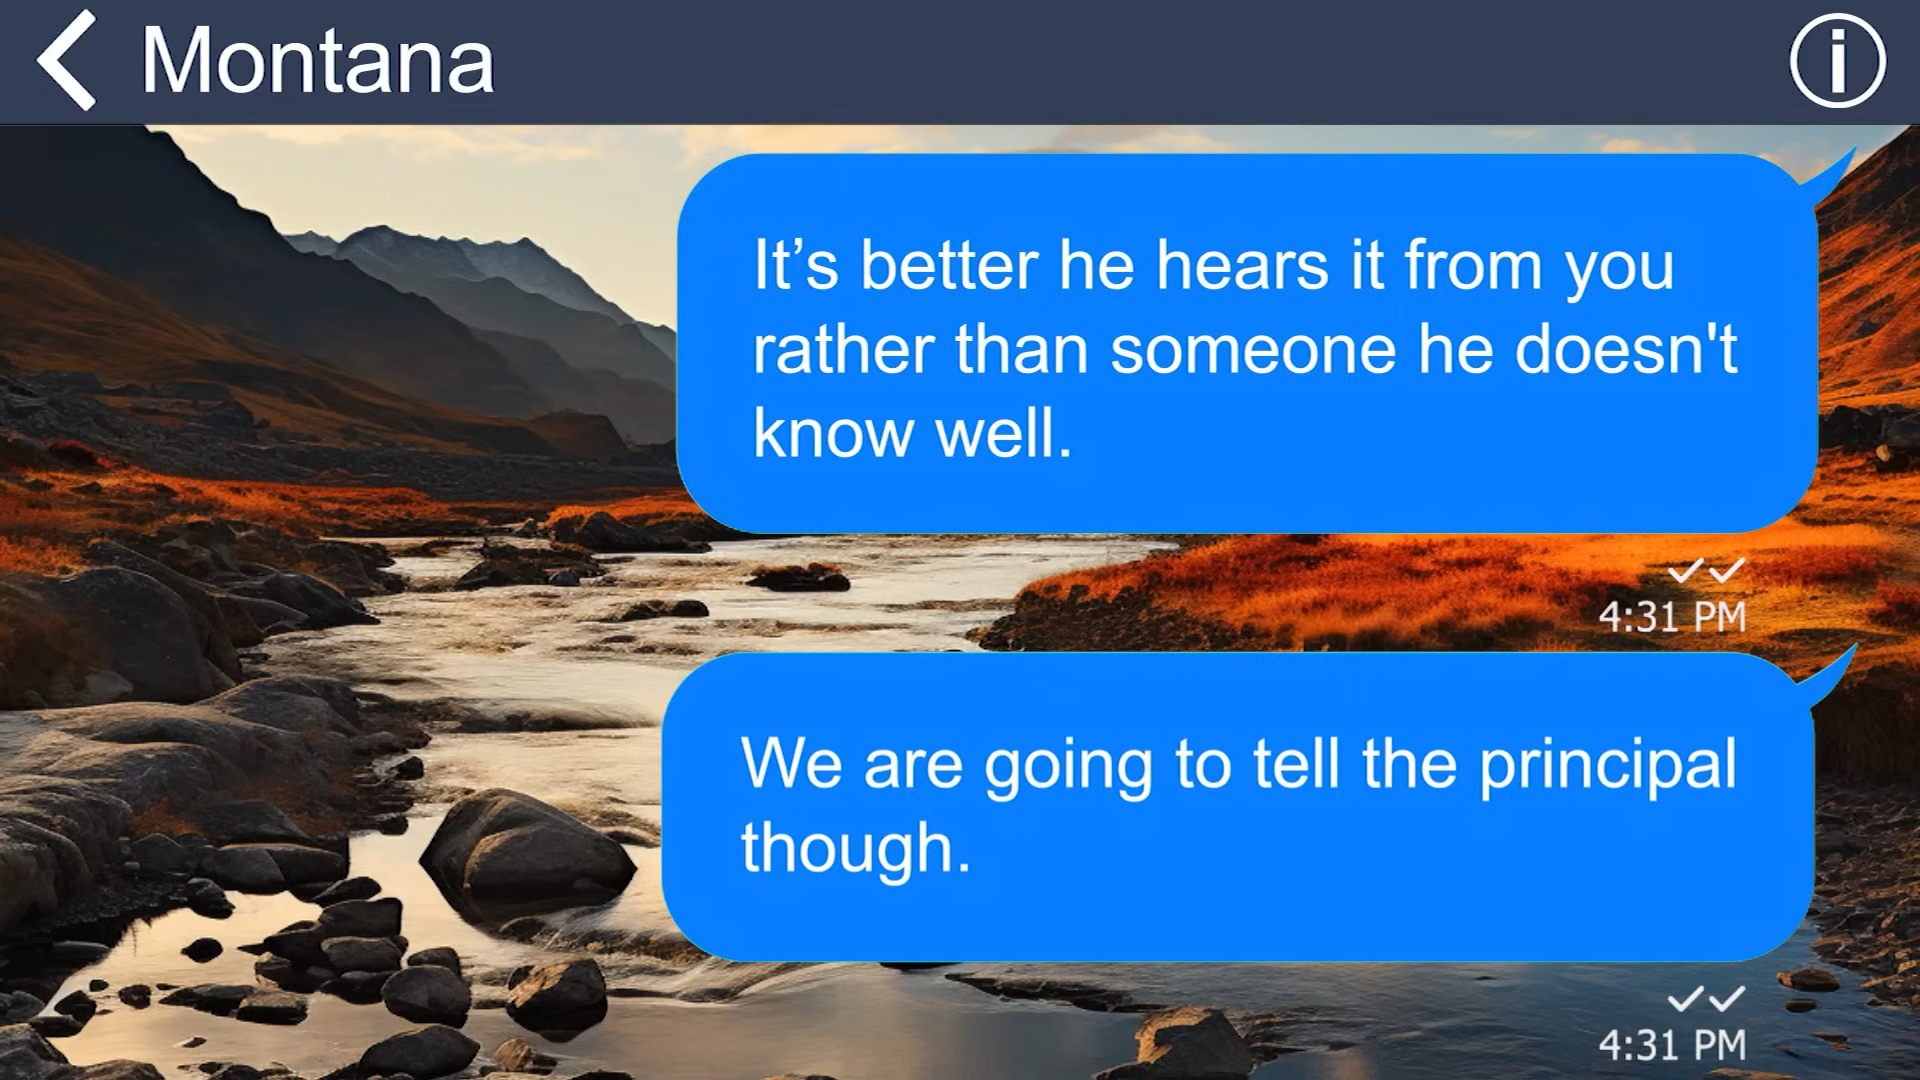 Montana
It’s better he hears it from you
rather than someone he doesn't
know well.
4:31 PM
We are going to tell the principal
though.
4:31 PM